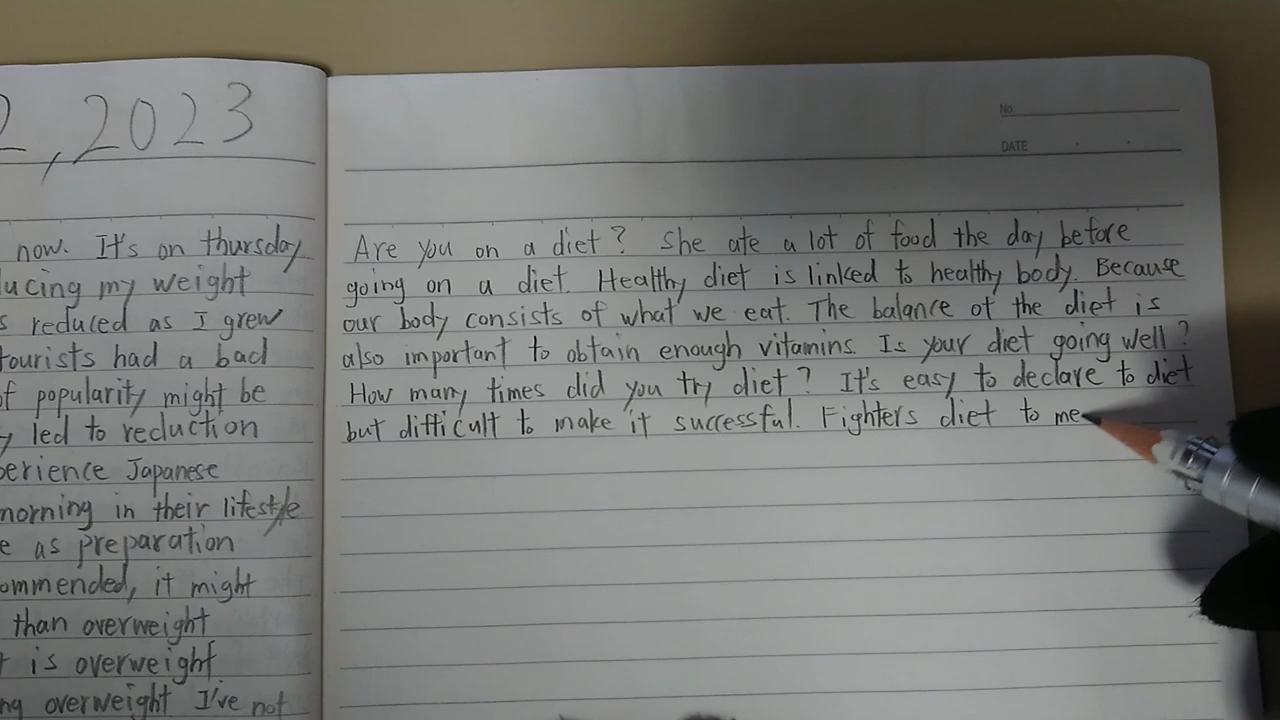 2, 2023
now. It's on thursday
lucing my weight
s reduced as I grew
tourists had a bad
of popularity might be
y led to reduction
perience Japanese
morning in their lifestyle
e as preparation
ommended, it might
than overweight
t is overweight.
ng overweight I've not
No.
DATE
Are you on a diet? She ate a lot of food the day before
going on a diet. Healthy diet is linked to healthy body. Because
our body consists of what we eat. The balance of the diet is
also important to obtain enough vitamins. Is your diet going well?
How many times did you try diet? It's easy to declare to diet
but difficult to make it successful. Fighters diet to me